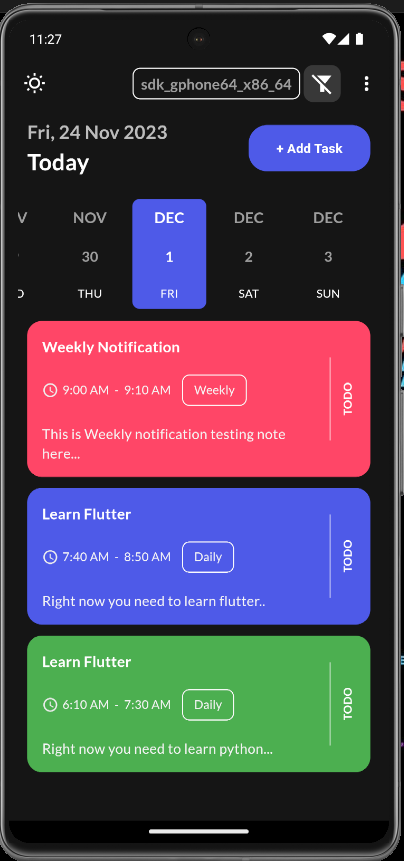 11:27
sdk_gphone64_x86_64
Fri, 24 Nov 2023
Today
+ Add Task
V NOV DEC DEC DEC
30 1 2 3
THU FRI SAT SUN
Weekly Notification
9:00 AM - 9:10 AM Weekly
This is Weekly notification testing note
here...
TODO
Learn Flutter
7:40 AM - 8:50 AM Daily
Right now you need to learn flutter..
TODO
Learn Flutter
6:10 AM - 7:30 AM Daily
Right now you need to learn python...
TODO